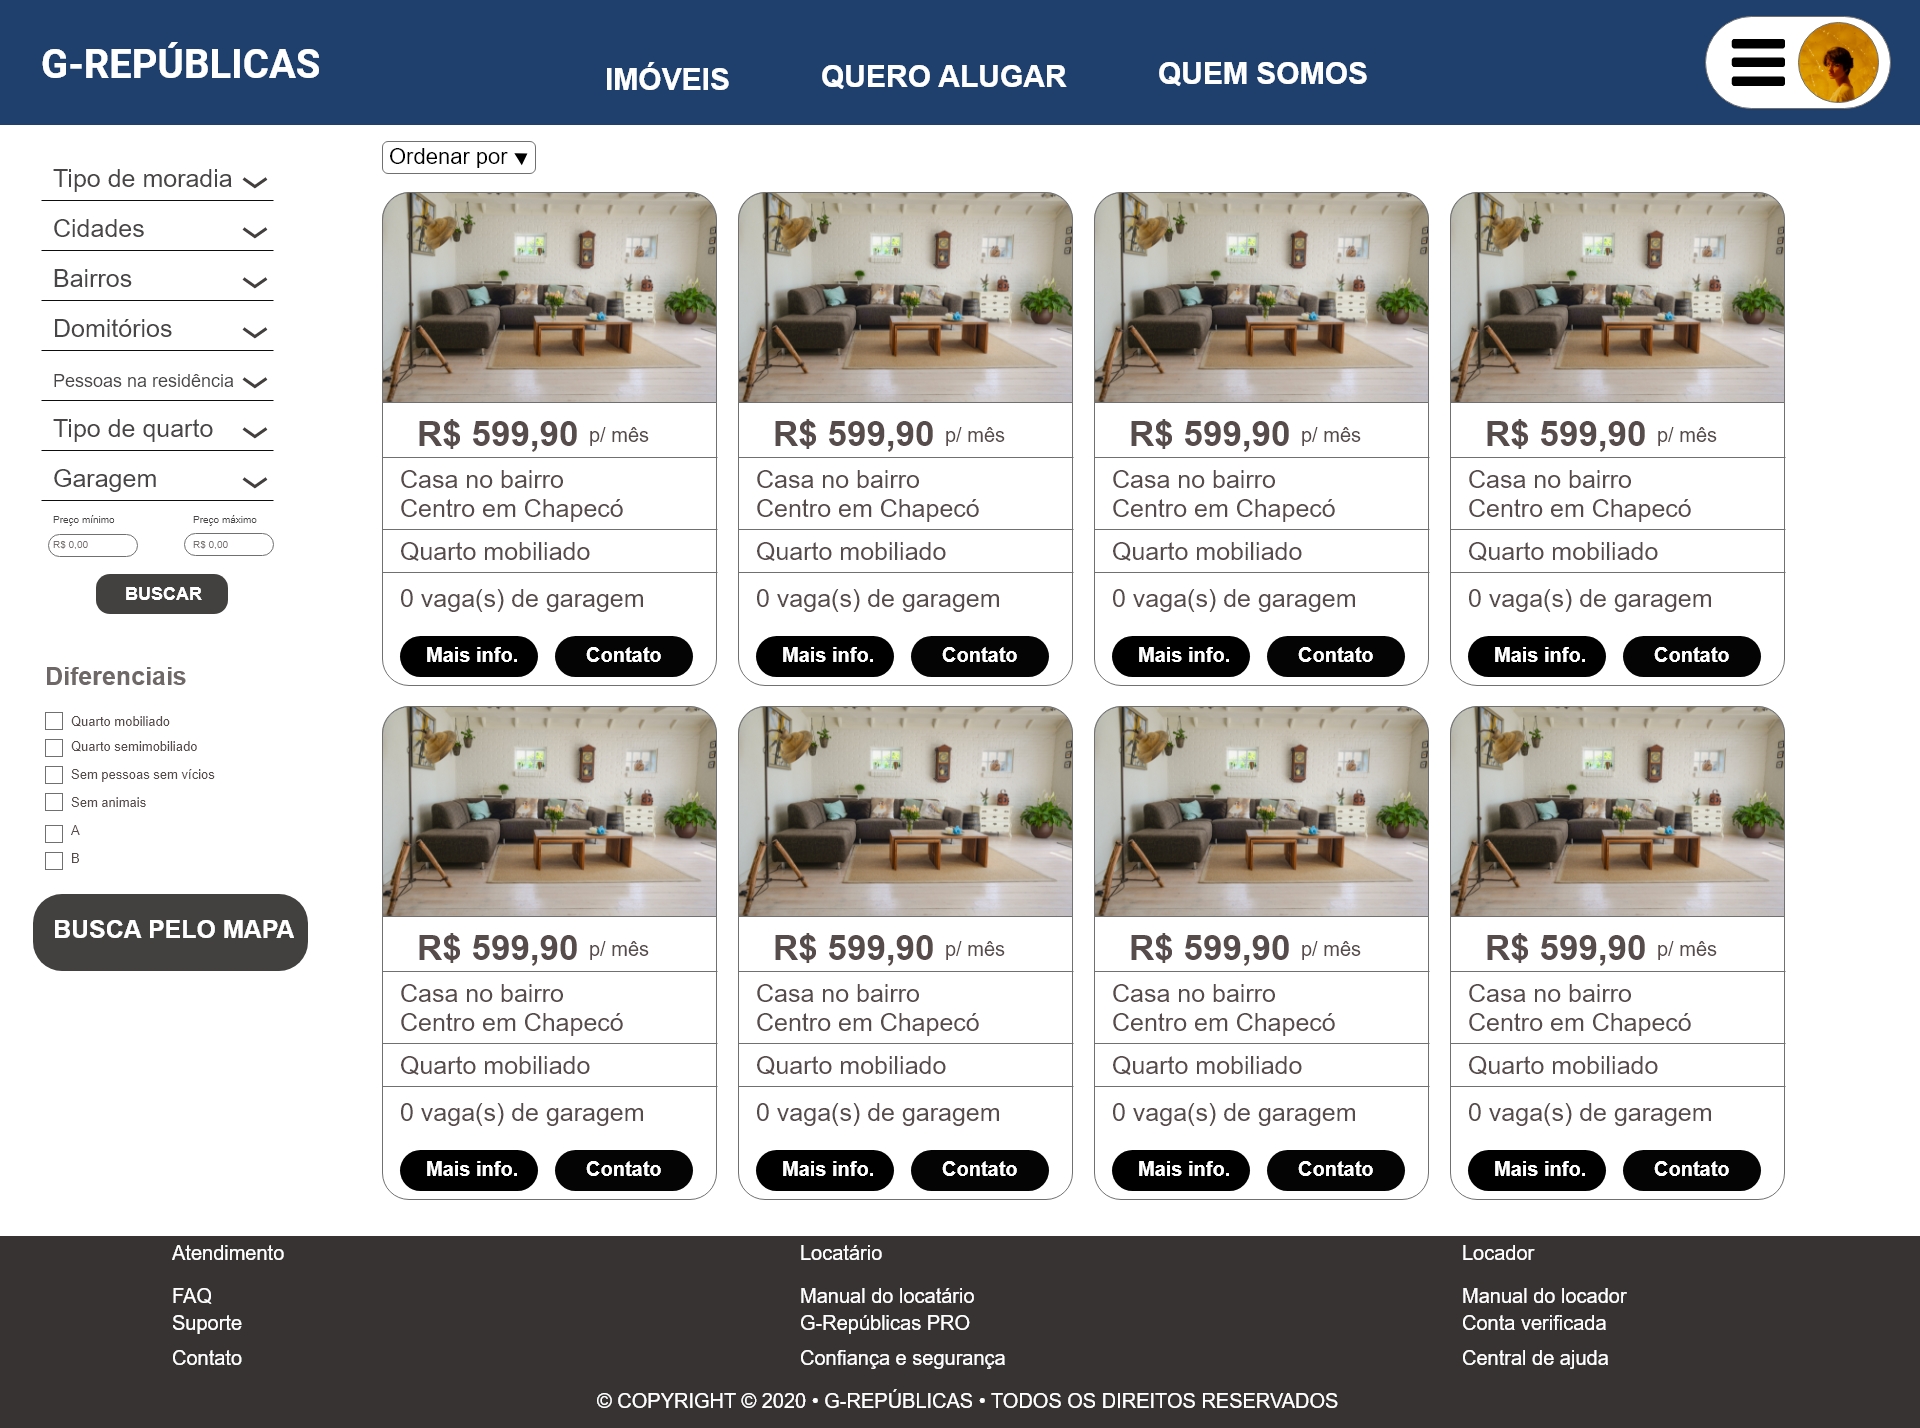 G-REPÚBLICAS
IMÓVEIS
QUERO ALUGAR
QUEM SOMOS
Ordenar por ▼
Tipo de moradia
Cidades
Bairros
Domitórios
Pessoas na residência
Tipo de quarto
Garagem
Preço mínimo
Preço máximo
R$ 0,00
R$ 0,00
BUSCAR
Diferenciais
Quarto mobiliado
Quarto semimobiliado
Sem pessoas sem vícios
Sem animais
A
B
BUSCA PELO MAPA
R$ 599,90 p/ mês
Casa no bairro
Centro em Chapecó
Quarto mobiliado
0 vaga(s) de garagem
Mais info.
Contato
R$ 599,90 p/ mês
Casa no bairro
Centro em Chapecó
Quarto mobiliado
0 vaga(s) de garagem
Mais info.
Contato
R$ 599,90 p/ mês
Casa no bairro
Centro em Chapecó
Quarto mobiliado
0 vaga(s) de garagem
Mais info.
Contato
R$ 599,90 p/ mês
Casa no bairro
Centro em Chapecó
Quarto mobiliado
0 vaga(s) de garagem
Mais info.
Contato
R$ 599,90 p/ mês
Casa no bairro
Centro em Chapecó
Quarto mobiliado
0 vaga(s) de garagem
Mais info.
Contato
R$ 599,90 p/ mês
Casa no bairro
Centro em Chapecó
Quarto mobiliado
0 vaga(s) de garagem
Mais info.
Contato
R$ 599,90 p/ mês
Casa no bairro
Centro em Chapecó
Quarto mobiliado
0 vaga(s) de garagem
Mais info.
Contato
R$ 599,90 p/ mês
Casa no bairro
Centro em Chapecó
Quarto mobiliado
0 vaga(s) de garagem
Mais info.
Contato
Atendimento
FAQ
Suporte
Contato
Locatário
Manual do locatário
G-Repúblicas PRO
Confiança e segurança
Locador
Manual do locador
Conta verificada
Central de ajuda
© COPYRIGHT © 2020 • G-REPÚBLICAS • TODOS OS DIREITOS RESERVADOS